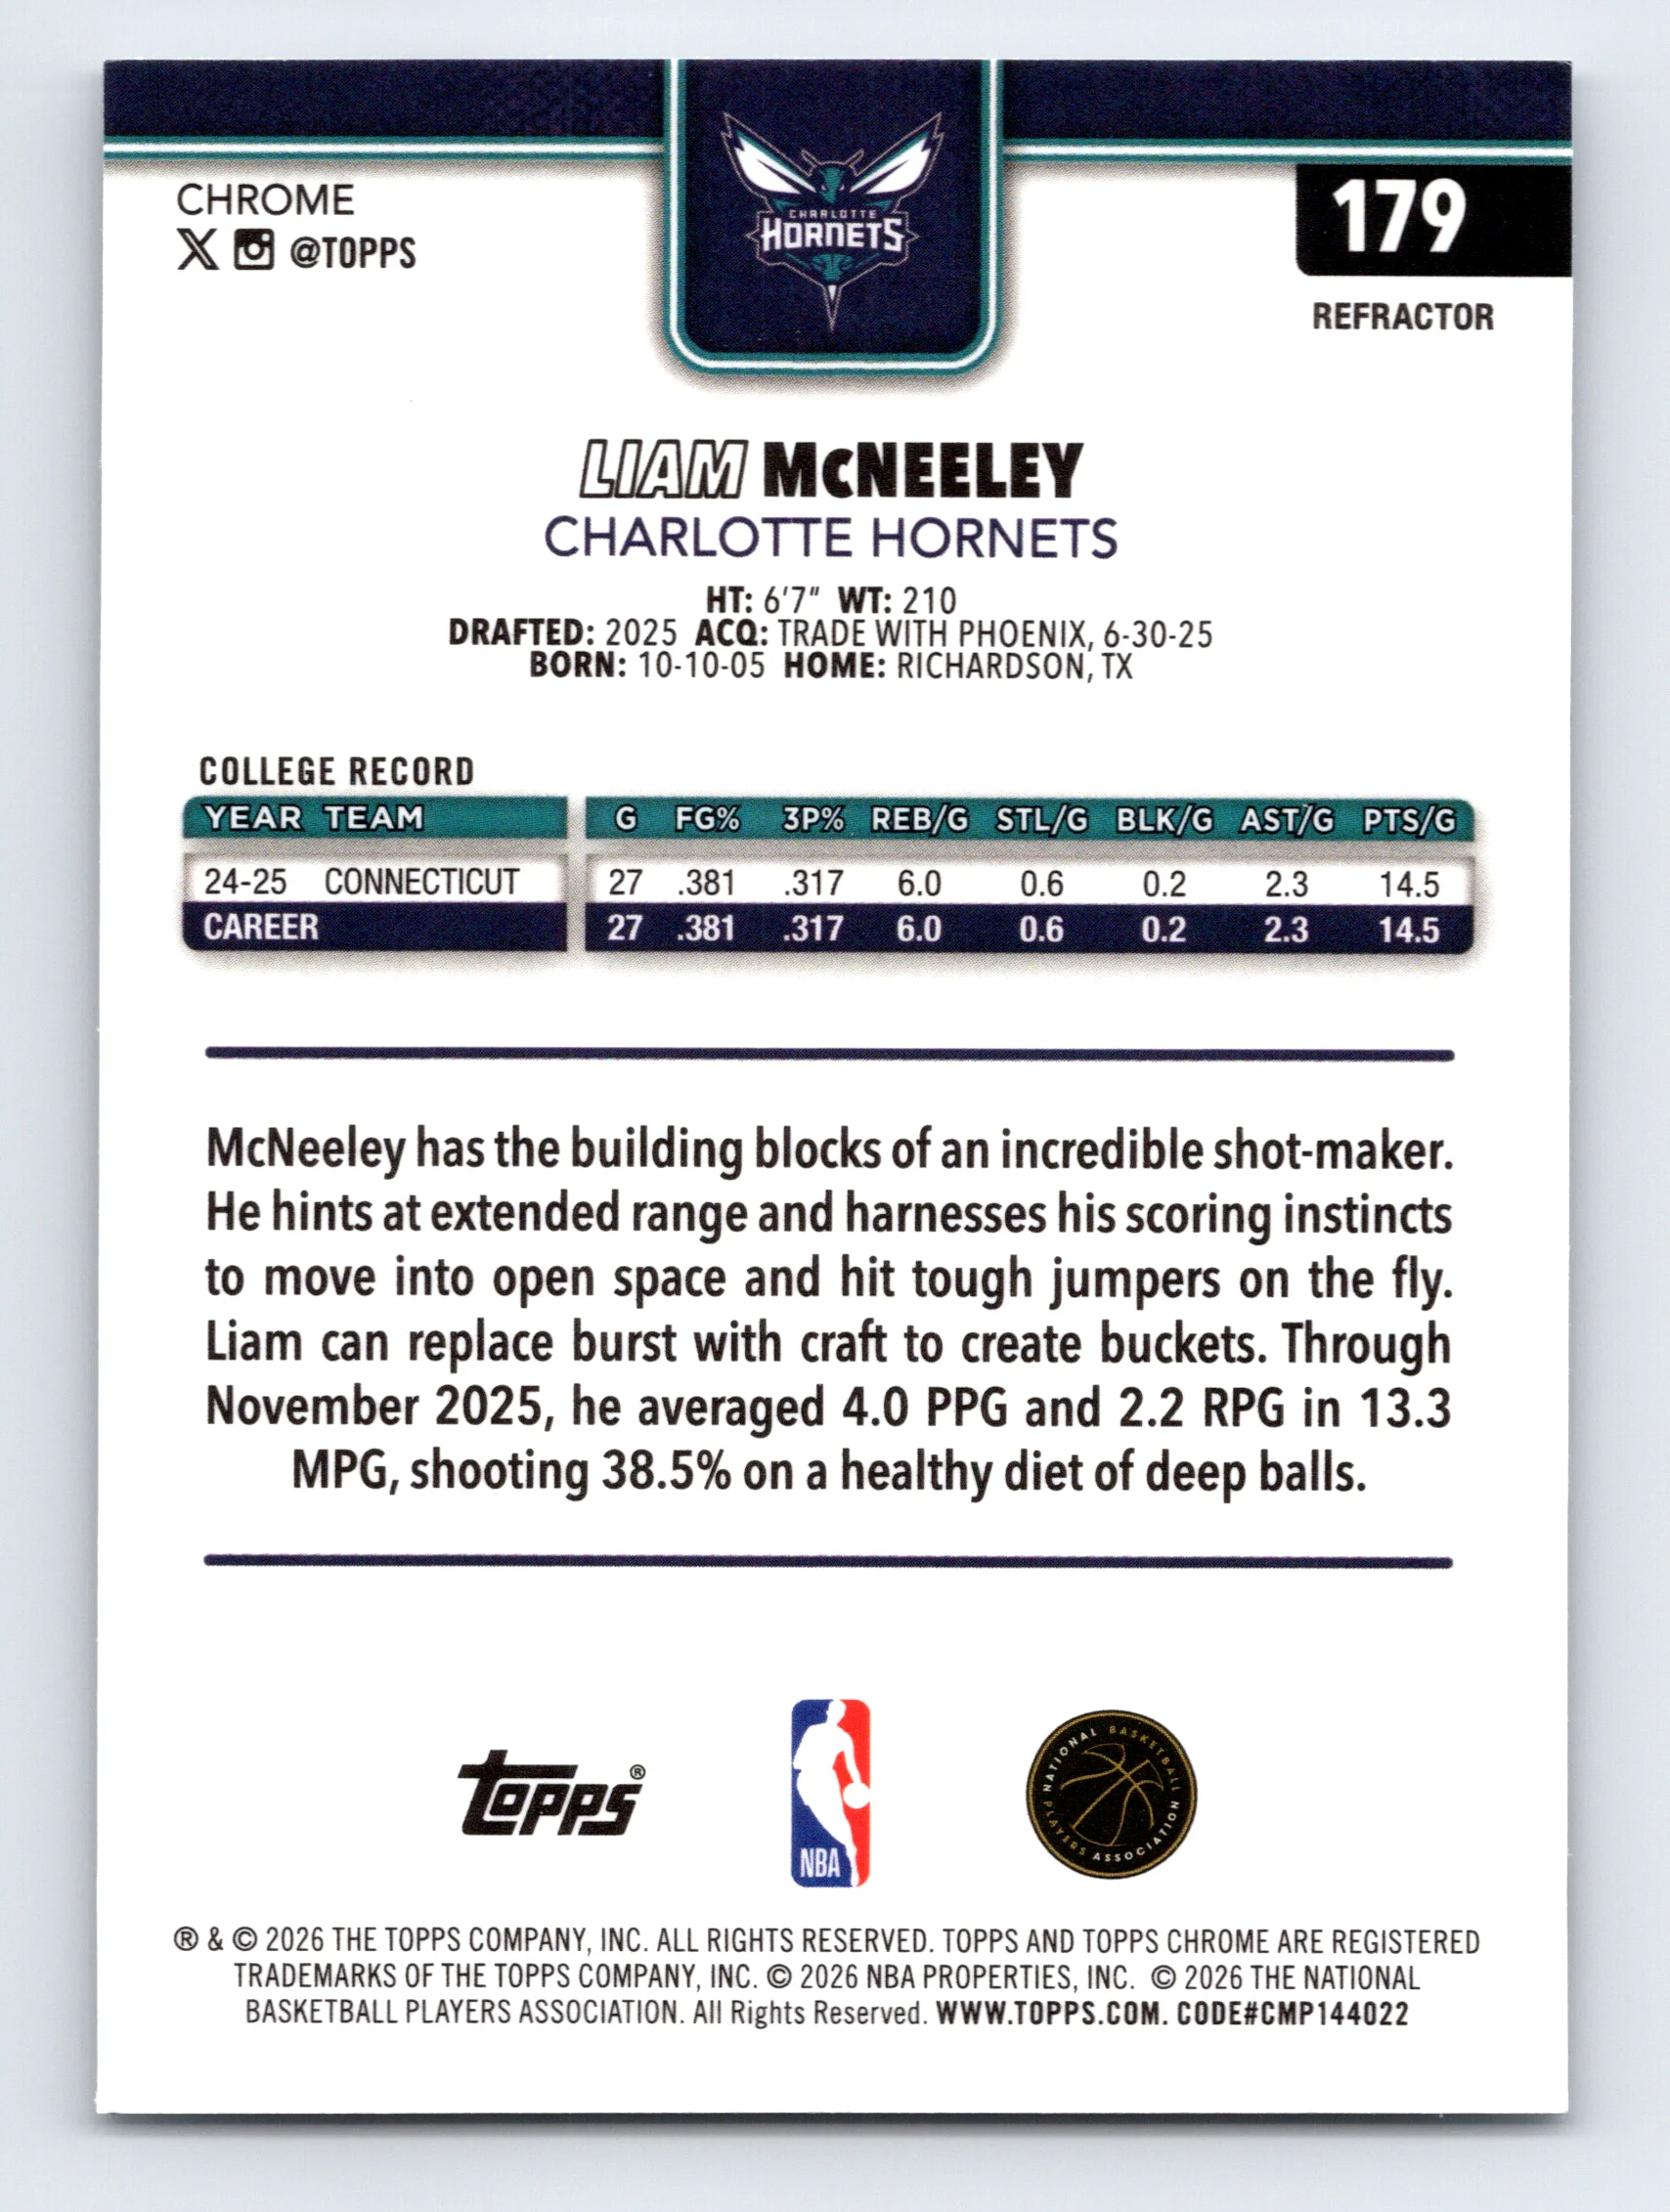 CHARLOTTE
HORNETS
CHROME
X @TOPPS
179
REFRACTOR
LIAM McNEELEY
CHARLOTTE HORNETS
HT: 6'7" WT: 210
DRAFTED: 2025 ACQ: TRADE WITH PHOENIX, 6-30-25
BORN: 10-10-05 HOME: RICHARDSON, TX
COLLEGE RECORD
YEAR TEAM G FG% 3P% REB/G STL/G BLK/G AST/G PTS/G
24-25 CONNECTICUT 27 .381 .317 6.0 0.6 0.2 2.3 14.5
CAREER 27 .381 .317 6.0 0.6 0.2 2.3 14.5
McNeeley has the building blocks of an incredible shot-maker.
He hints at extended range and harnesses his scoring instincts
to move into open space and hit tough jumpers on the fly.
Liam can replace burst with craft to create buckets. Through
November 2025, he averaged 4.0 PPG and 2.2 RPG in 13.3
MPG, shooting 38.5% on a healthy diet of deep balls.
topps®
NBA
NATIONAL BASKETBALL PLAYERS ASSOCIATION
® & © 2026 THE TOPPS COMPANY, INC. ALL RIGHTS RESERVED. TOPPS AND TOPPS CHROME ARE REGISTERED
TRADEMARKS OF THE TOPPS COMPANY, INC. © 2026 NBA PROPERTIES, INC. © 2026 THE NATIONAL
BASKETBALL PLAYERS ASSOCIATION. All Rights Reserved. WWW.TOPPS.COM. CODE#CMP144022